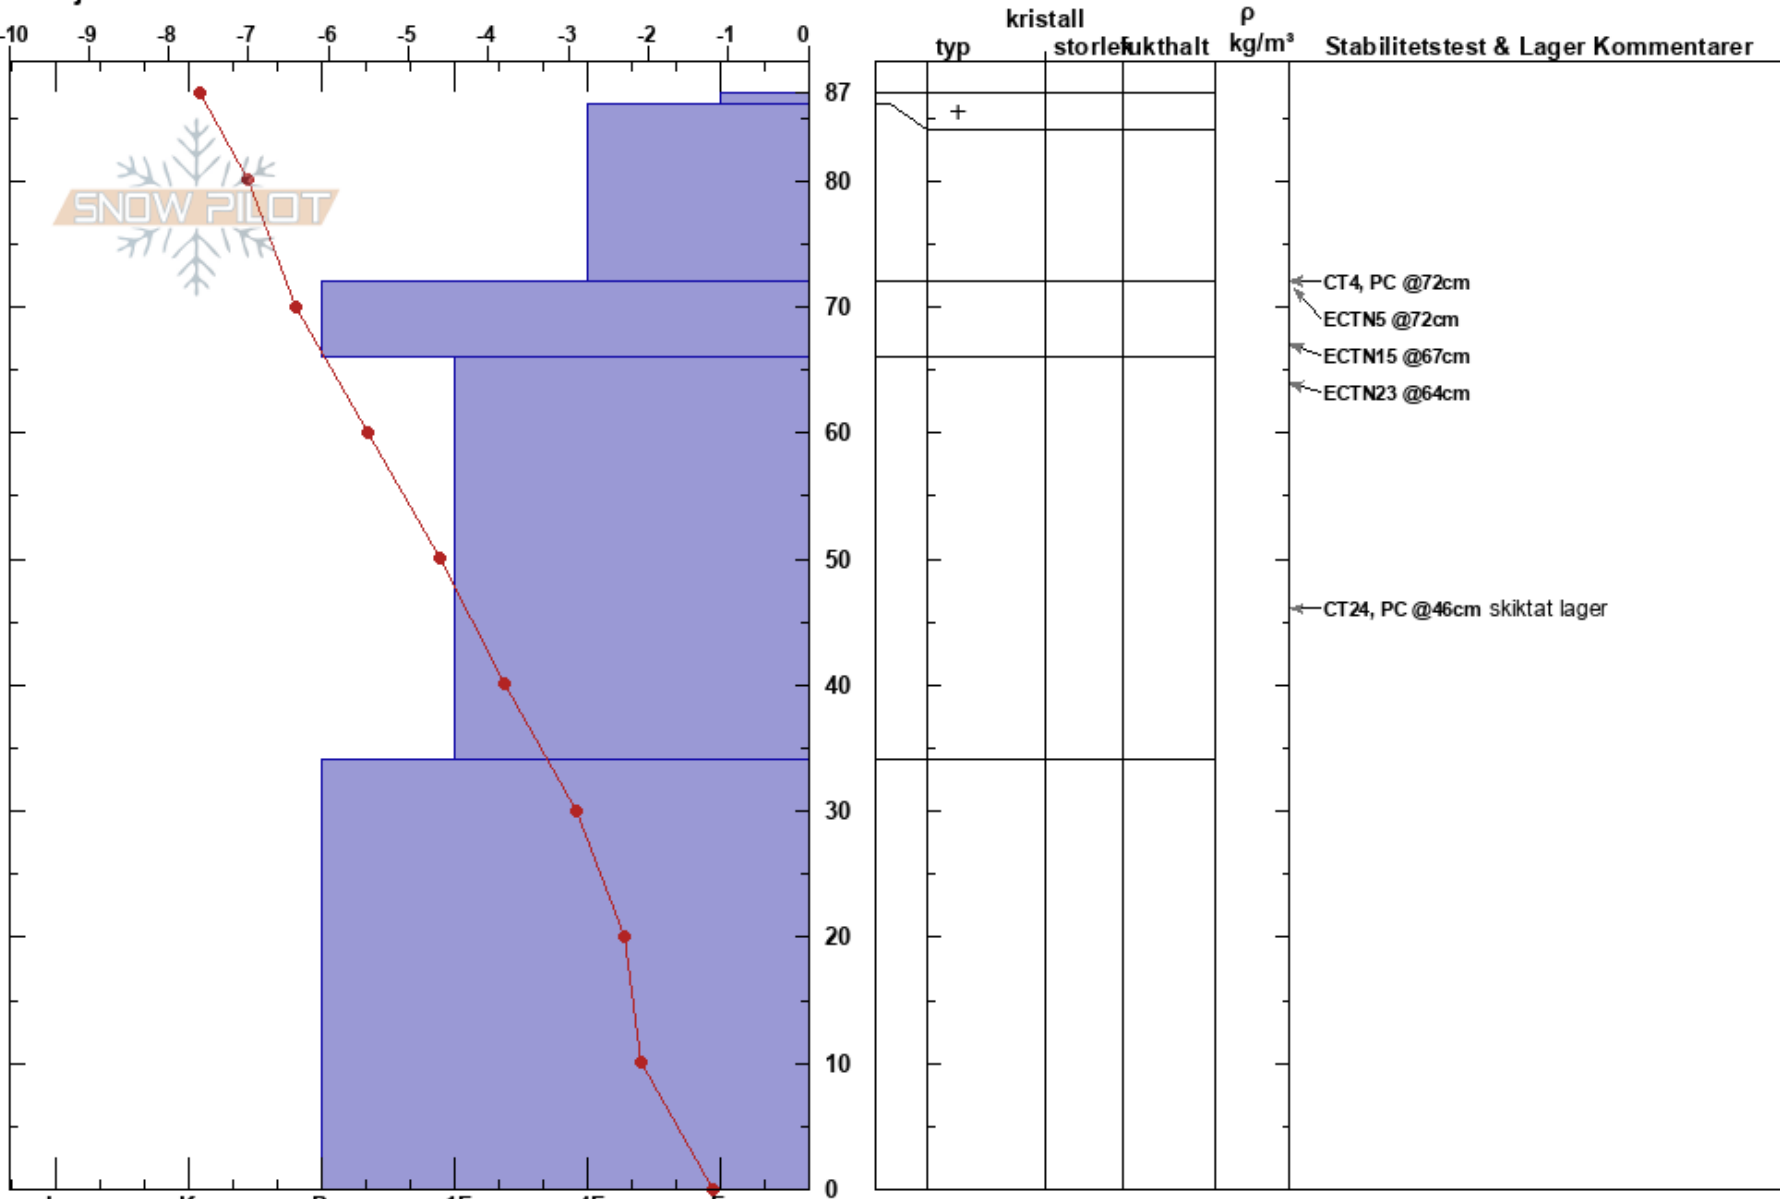 kristall ρ
-10 -9 -8 -7 -6 -5 -4 -3 -2 -1 0 typ storlek fukthalt kg/m³ Stabilitetstest & Lager Kommentarer
87
+
80
SNOW PILOT
CT4, PC @72cm
70
ECTN5 @72cm
ECTN15 @67cm
ECTN23 @64cm
60
50
CT24, PC @46cm skiktat lager
40
30
20
10
0